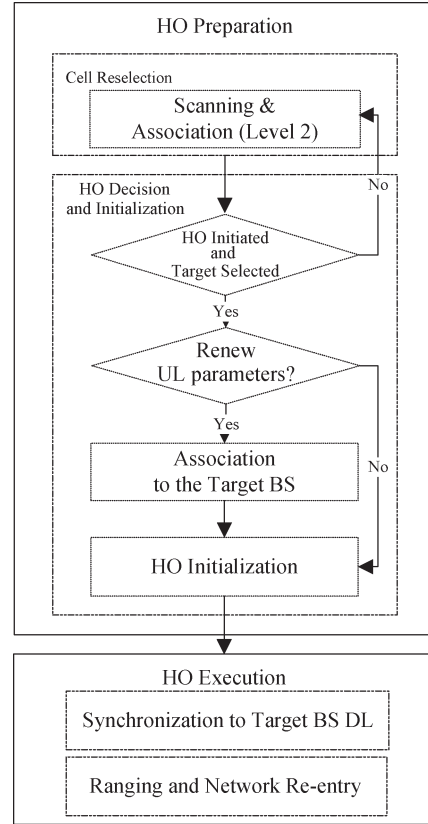 HO Preparation
Cell Reselection
Scanning &
Association (Level 2)
No
HO Decision
and Initialization
HO Initiated
and
Target Selected
Yes
Renew
UL parameters?
Yes
No
Association
to the Target BS
HO Initialization
HO Execution
Synchronization to Target BS DL
Ranging and Network Re-entry